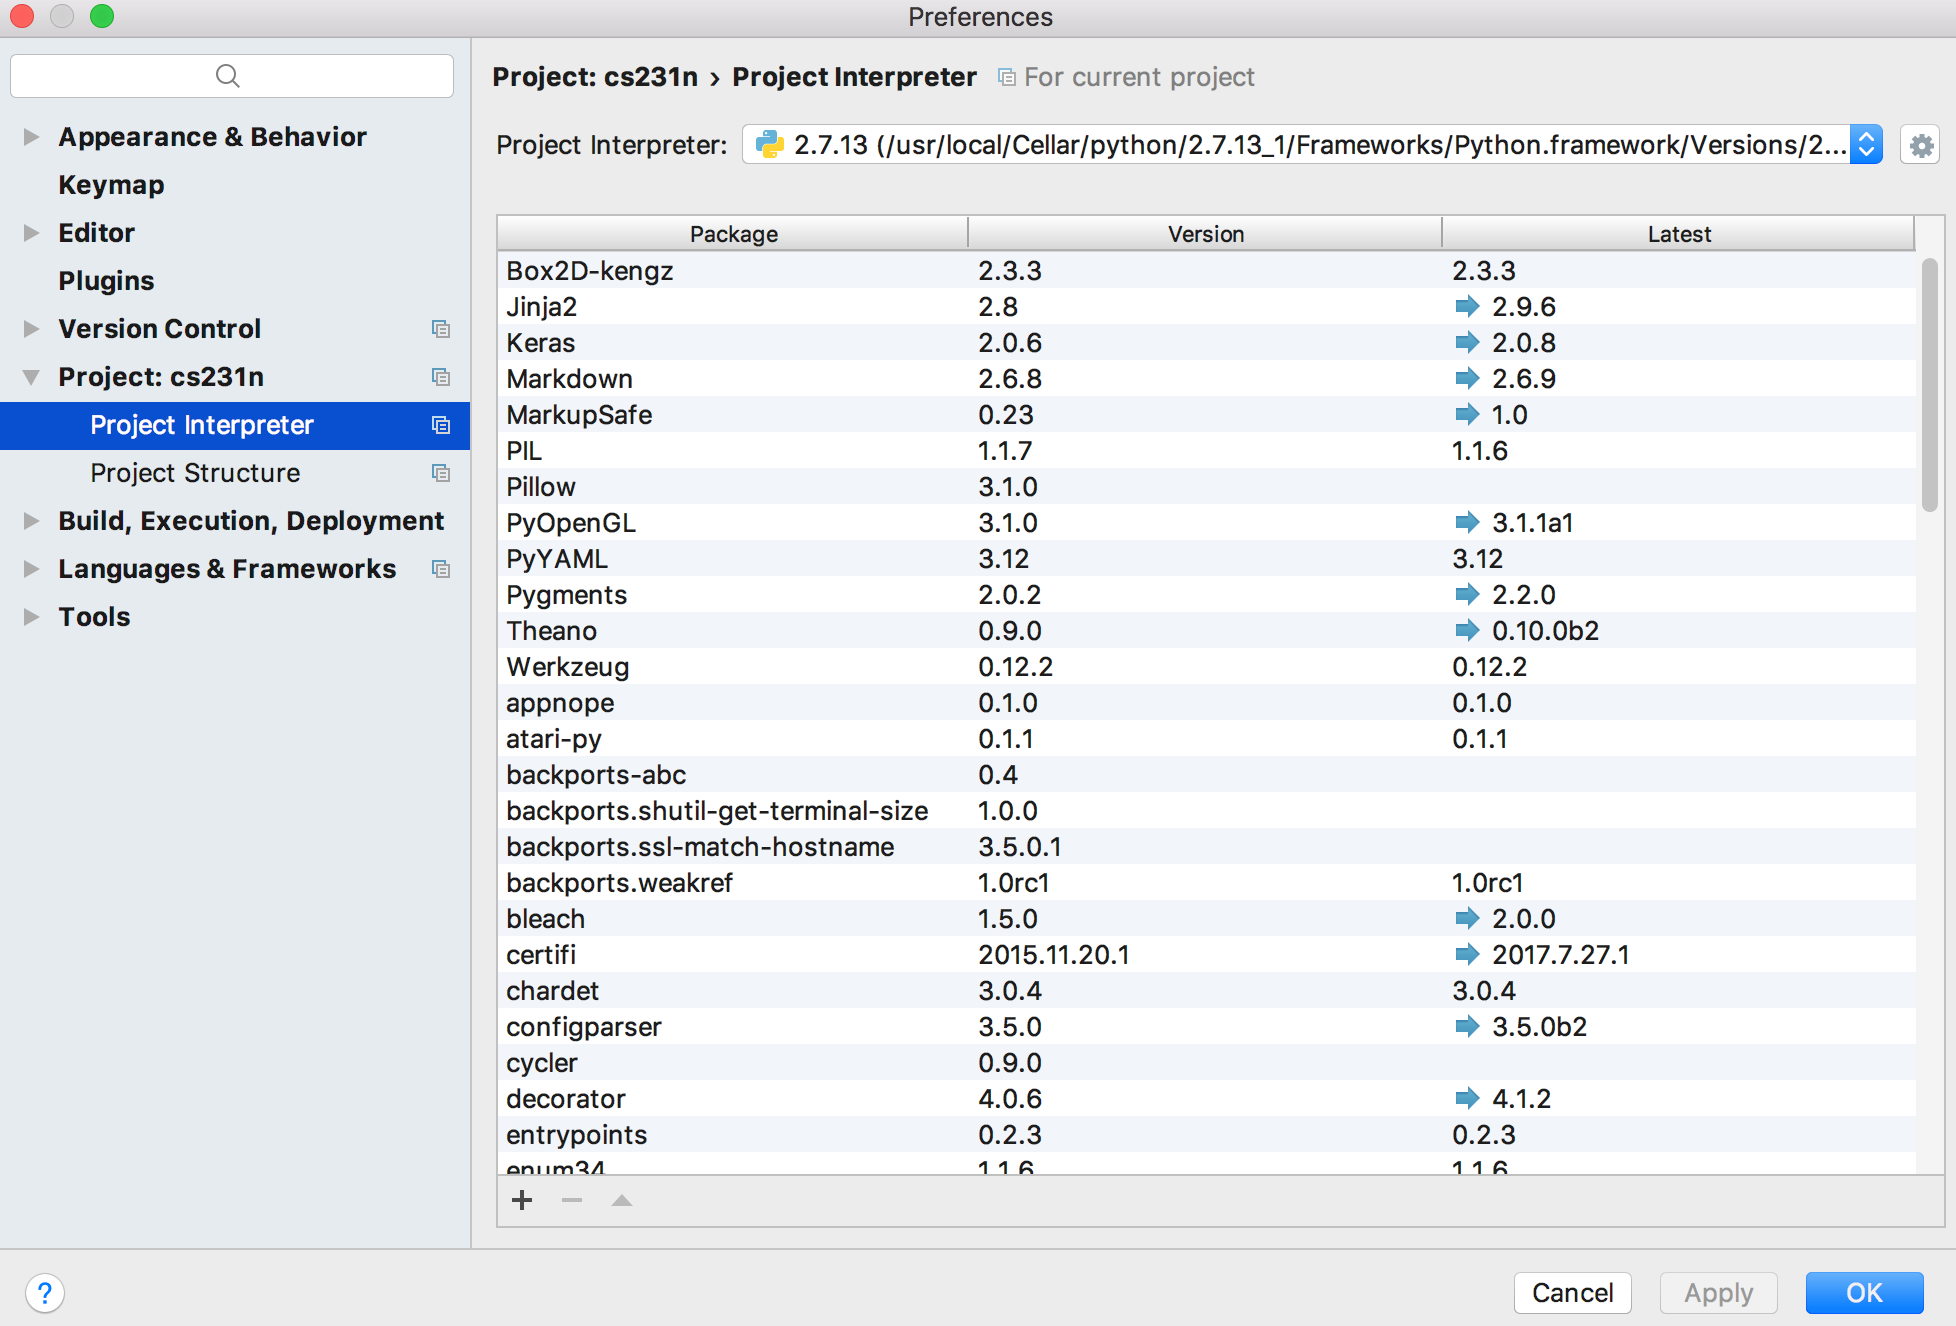 Preferences
Appearance & Behavior
Keymap
Editor
Plugins
Version Control
Project: cs231n
Project Interpreter
Project Structure
Build, Execution, Deployment
Languages & Frameworks
Tools
Project: cs231n › Project Interpreter For current project
Project Interpreter: 2.7.13 (/usr/local/Cellar/python/2.7.13_1/Frameworks/Python.framework/Versions/2...
Package Version Latest
Box2D-kengz 2.3.3 2.3.3
Jinja2 2.8 2.9.6
Keras 2.0.6 2.0.8
Markdown 2.6.8 2.6.9
MarkupSafe 0.23 1.0
PIL 1.1.7 1.1.6
Pillow 3.1.0
PyOpenGL 3.1.0 3.1.1a1
PyYAML 3.12 3.12
Pygments 2.0.2 2.2.0
Theano 0.9.0 0.10.0b2
Werkzeug 0.12.2 0.12.2
appnope 0.1.0 0.1.0
atari-py 0.1.1 0.1.1
backports-abc 0.4
backports.shutil-get-terminal-size 1.0.0
backports.ssl-match-hostname 3.5.0.1
backports.weakref 1.0rc1 1.0rc1
bleach 1.5.0 2.0.0
certifi 2015.11.20.1 2017.7.27.1
chardet 3.0.4 3.0.4
configparser 3.5.0 3.5.0b2
cycler 0.9.0
decorator 4.0.6 4.1.2
entrypoints 0.2.3 0.2.3
enum34 1.1.6 1.1.6
?
Cancel Apply OK